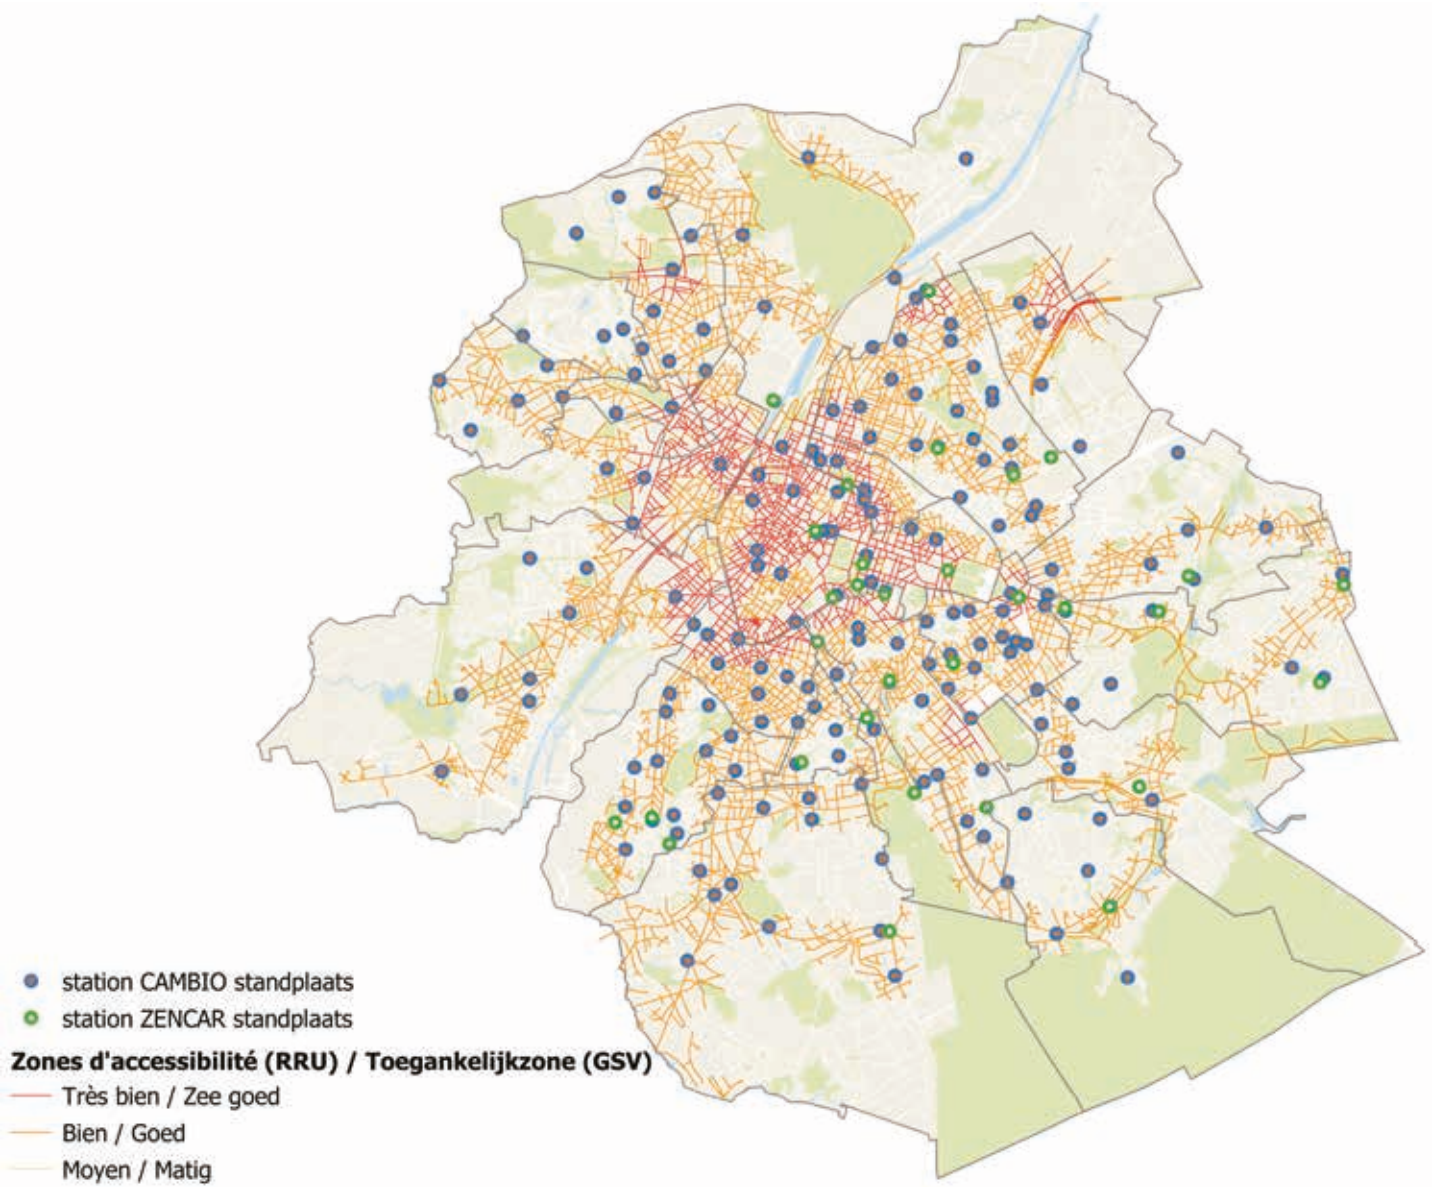 station CAMBIO standplaats
station ZENCAR standplaats
Zones d'accessibilité (RRU) / Toegankelijkzone (GSV)
Très bien / Zee goed
Bien / Goed
Moyen / Matig